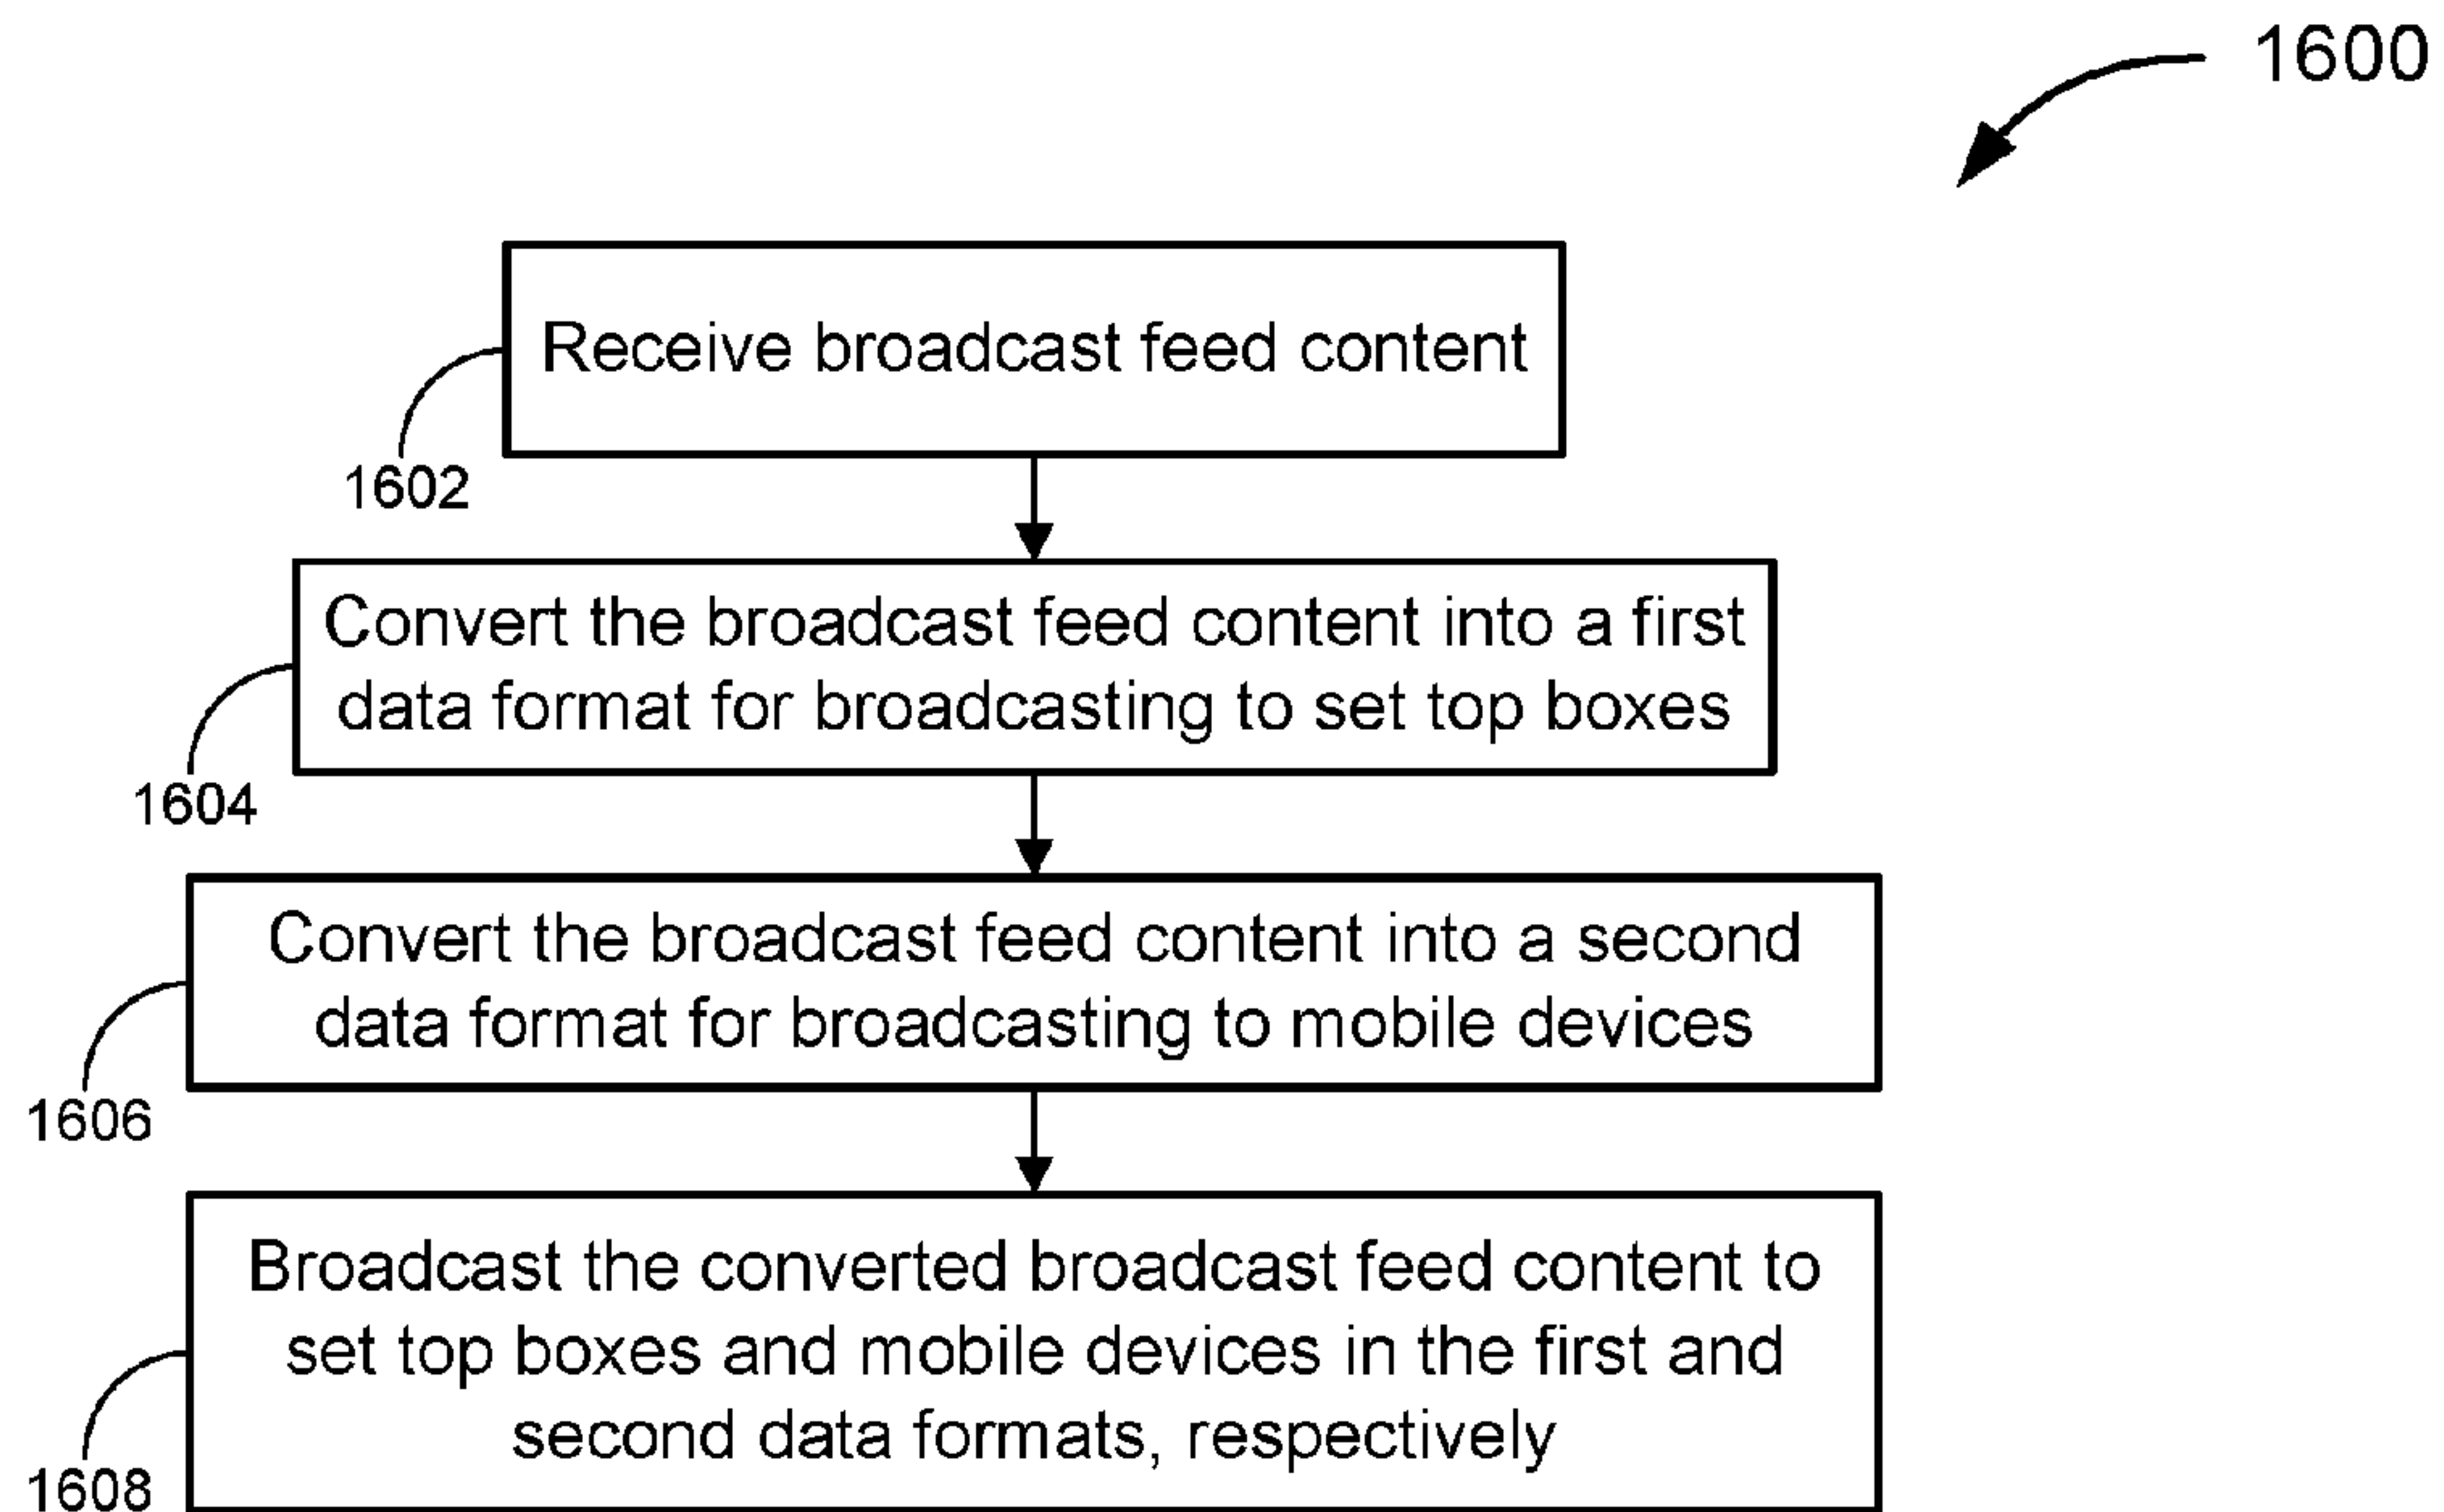 1600
Receive broadcast feed content
1602
Convert the broadcast feed content into a first
data format for broadcasting to set top boxes
1604
Convert the broadcast feed content into a second
data format for broadcasting to mobile devices
1606
Broadcast the converted broadcast feed content to
set top boxes and mobile devices in the first and
second data formats, respectively
1608